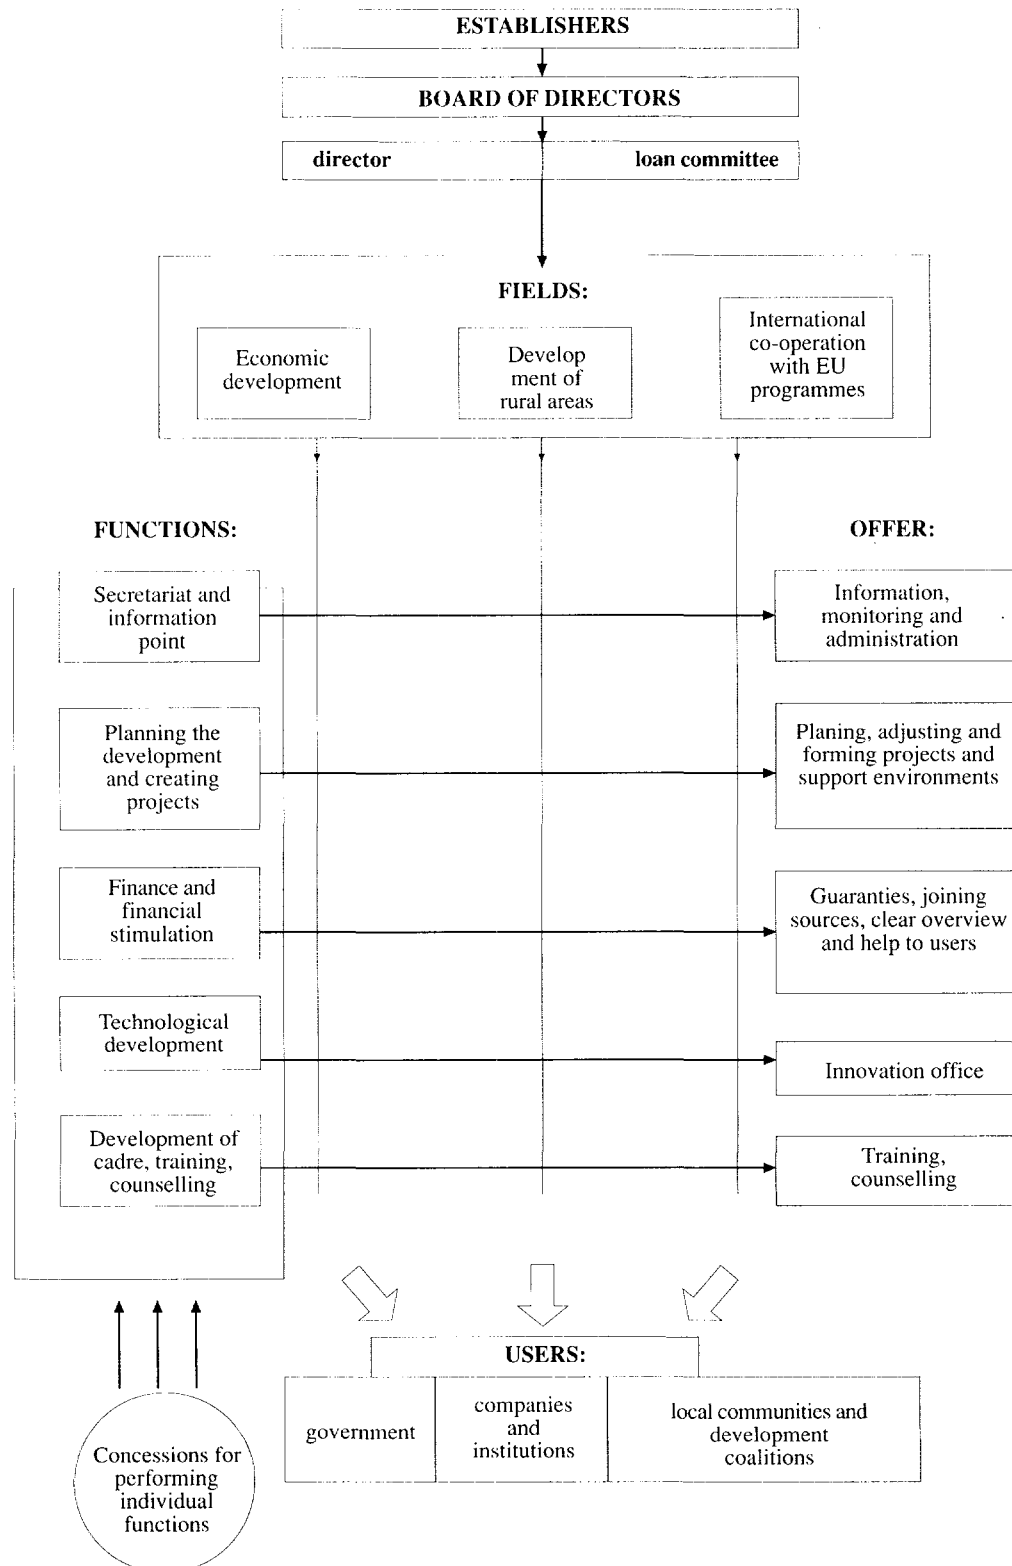 ESTABLISHERS
BOARD OF DIRECTORS
director
loan committee
FIELDS:
Economic
development
Develop
ment of
rural areas
International
co-operation
with EU
programmes
FUNCTIONS:
OFFER:
Secretariat and
information
point
Information,
monitoring and
administration
Planning the
development
and creating
projects
Planing, adjusting and
forming projects and
support environments
Finance and
financial
stimulation
Guaranties, joining
sources, clear overview
and help to users
Technological
development
Innovation office
Development of
cadre, training,
counselling
Training,
counselling
USERS:
government
companies
and
institutions
local communities and
development
coalitions
Concessions for
performing
individual
functions